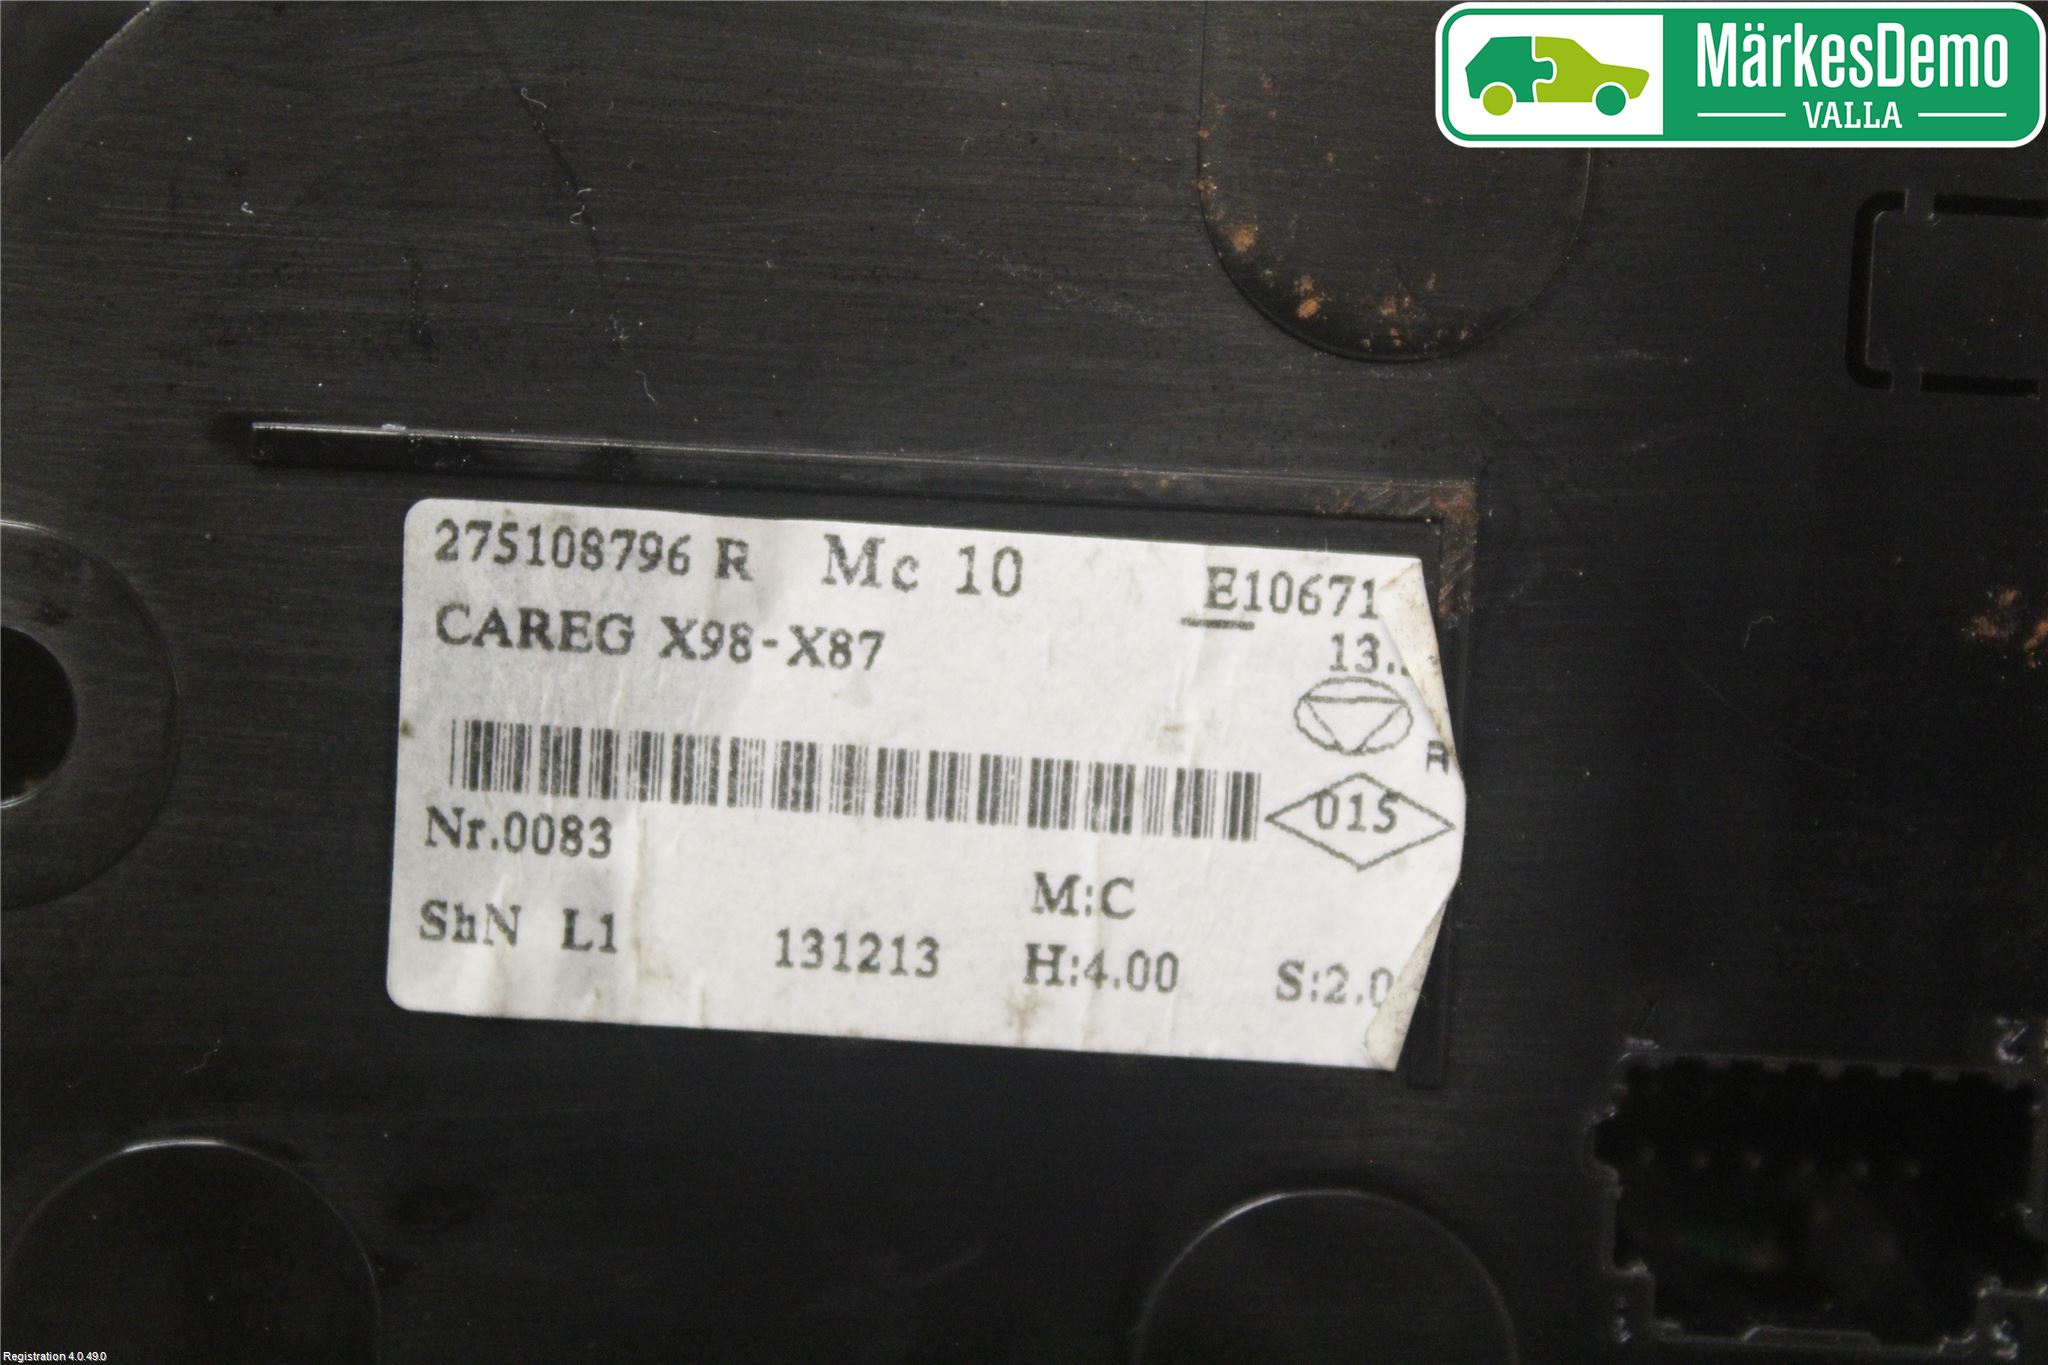 MärkesDemo
VALLA
275108796 R Mc 10 E10671
CAREG X98-X87 13..
R
015
Nr.0083
M:C
ShN L1 131213 H:4.00 S:2.0
Registration 4.0.49.0